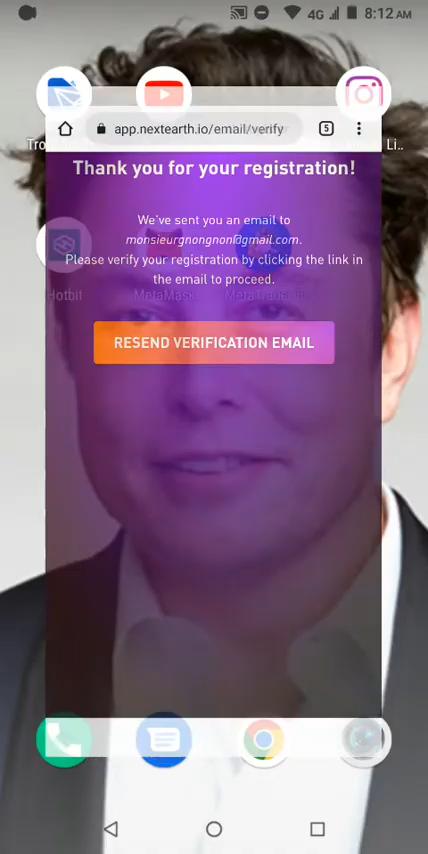 4G 8:12 AM
Li..
app.nextearth.io/email/verify
5
Thank you for your registration!
We've sent you an email to
monsieurgnongnon@gmail.com.
Please verify your registration by clicking the link in
the email to proceed.
Hotbit
MetaMask
RESEND VERIFICATION EMAIL